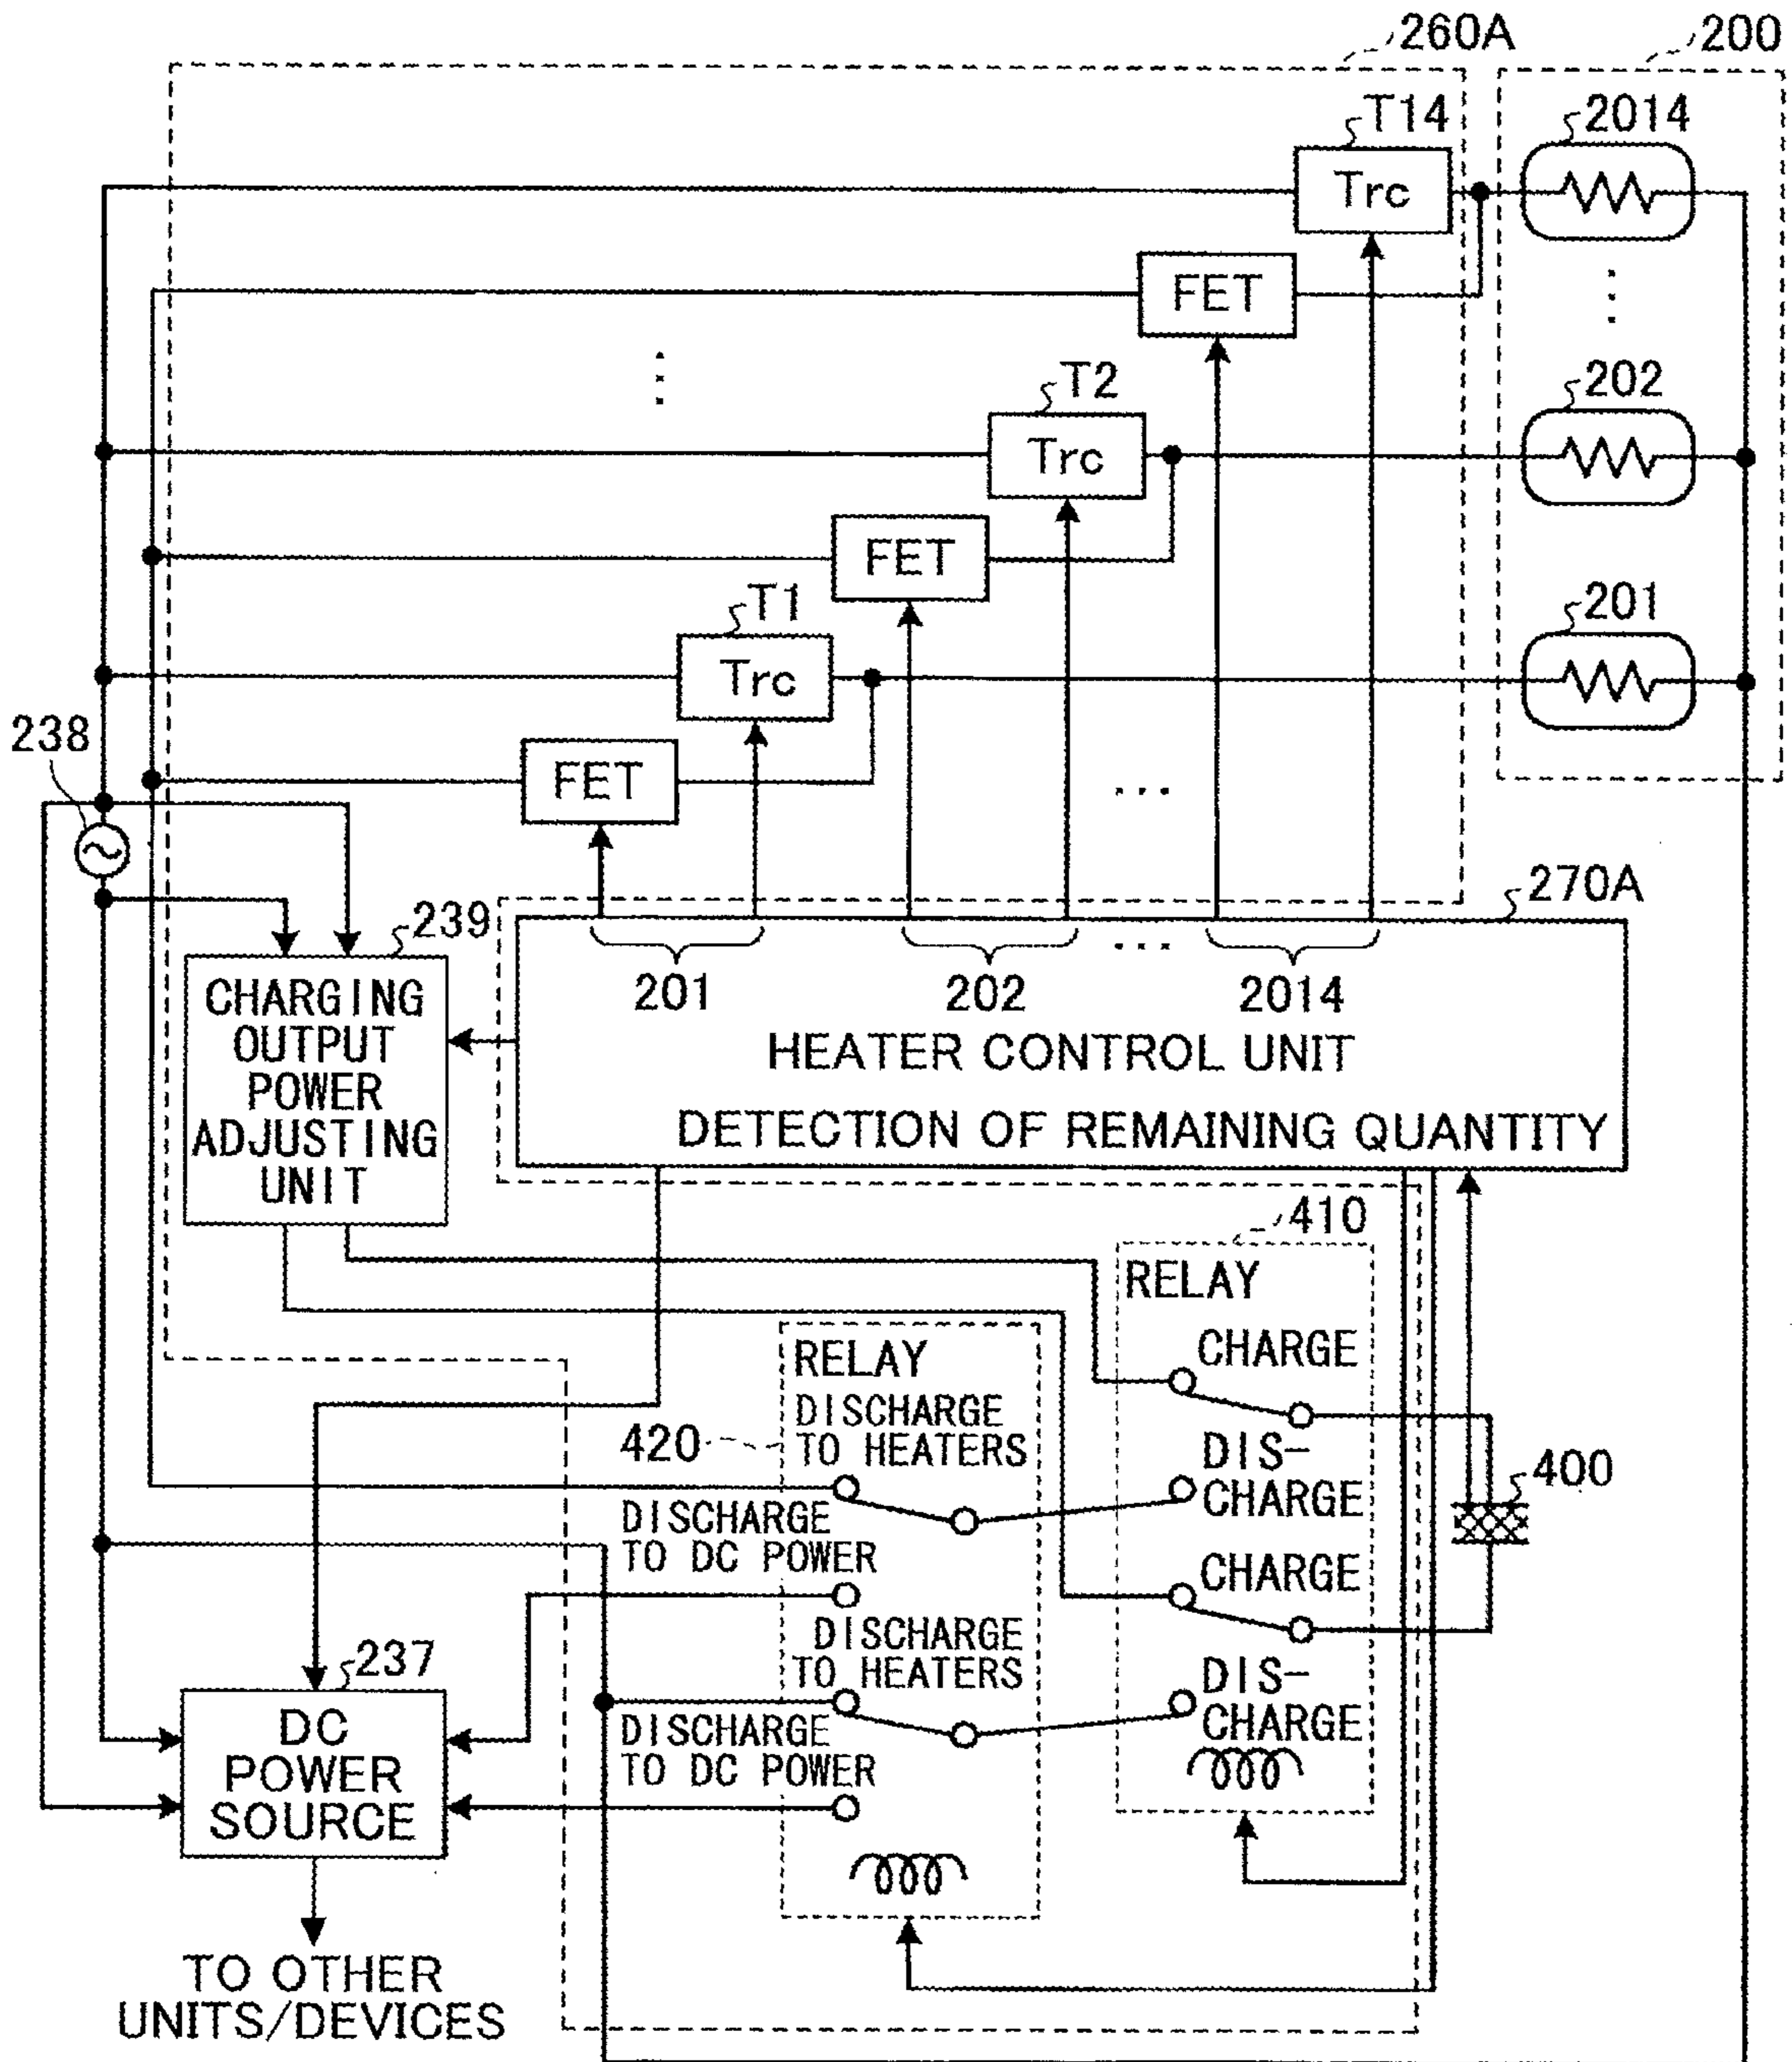 260A
200
T14
2014
Trc
FET
T2
202
Trc
FET
T1
201
Trc
238
FET
270A
239
CHARGING
OUTPUT
POWER
ADJUSTING
UNIT
201
202
2014
HEATER CONTROL UNIT
DETECTION OF REMAINING QUANTITY
410
RELAY
CHARGE
RELAY
DISCHARGE
TO HEATERS
420
DIS-
CHARGE
400
DISCHARGE
TO DC POWER
CHARGE
DISCHARGE
TO HEATERS
237
DIS-
CHARGE
DC
POWER
SOURCE
DISCHARGE
TO DC POWER
TO OTHER
UNITS/DEVICES